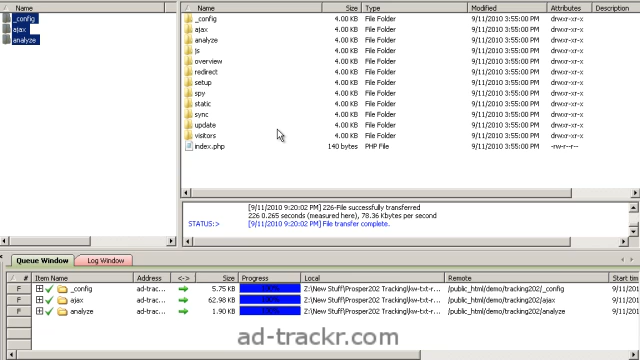 Name
_config
ajax
analyze
Name Size Type Modified Attributes Description
_config 4.00 KB File Folder 9/11/2010 3:55:00 PM drwxr-xr-x
ajax 4.00 KB File Folder 9/11/2010 3:55:00 PM drwxr-xr-x
analyze 4.00 KB File Folder 9/11/2010 3:55:00 PM drwxr-xr-x
js 4.00 KB File Folder 9/11/2010 3:55:00 PM drwxr-xr-x
overview 4.00 KB File Folder 9/11/2010 3:55:00 PM drwxr-xr-x
redirect 4.00 KB File Folder 9/11/2010 3:55:00 PM drwxr-xr-x
setup 4.00 KB File Folder 9/11/2010 3:55:00 PM drwxr-xr-x
spy 4.00 KB File Folder 9/11/2010 3:55:00 PM drwxr-xr-x
static 4.00 KB File Folder 9/11/2010 3:55:00 PM drwxr-xr-x
sync 4.00 KB File Folder 9/11/2010 3:55:00 PM drwxr-xr-x
update 4.00 KB File Folder 9/11/2010 3:55:00 PM drwxr-xr-x
visitors 4.00 KB File Folder 9/11/2010 3:55:00 PM drwxr-xr-x
index.php 140 bytes PHP File 9/11/2010 3:55:00 PM -rw-r--r--
[9/11/2010 9:20:02 PM] 226-File successfully transferred
226 0.265 seconds (measured here), 78.36 Kbytes per second
STATUS:> [9/11/2010 9:20:02 PM] File transfer complete.
Queue Window Log Window
# Item Name Address <-> Size Progress Local Remote Start time
F _config ad-trac... 5.75 KB 100% Z:\New Stuff\Prosper202 Tracking\kw-txt-r... /public_html/demo/tracking202/_config 9/11/20
F ajax ad-trac... 62.98 KB 100% Z:\New Stuff\Prosper202 Tracking\kw-txt-r... /public_html/demo/tracking202/ajax 9/11/20
F analyze ad-trac... 1.90 KB 100% Z:\New Stuff\Prosper202 Tracking\kw-txt-r... /public_html/demo/tracking202/analyze 9/11/20
ad-trackr.com